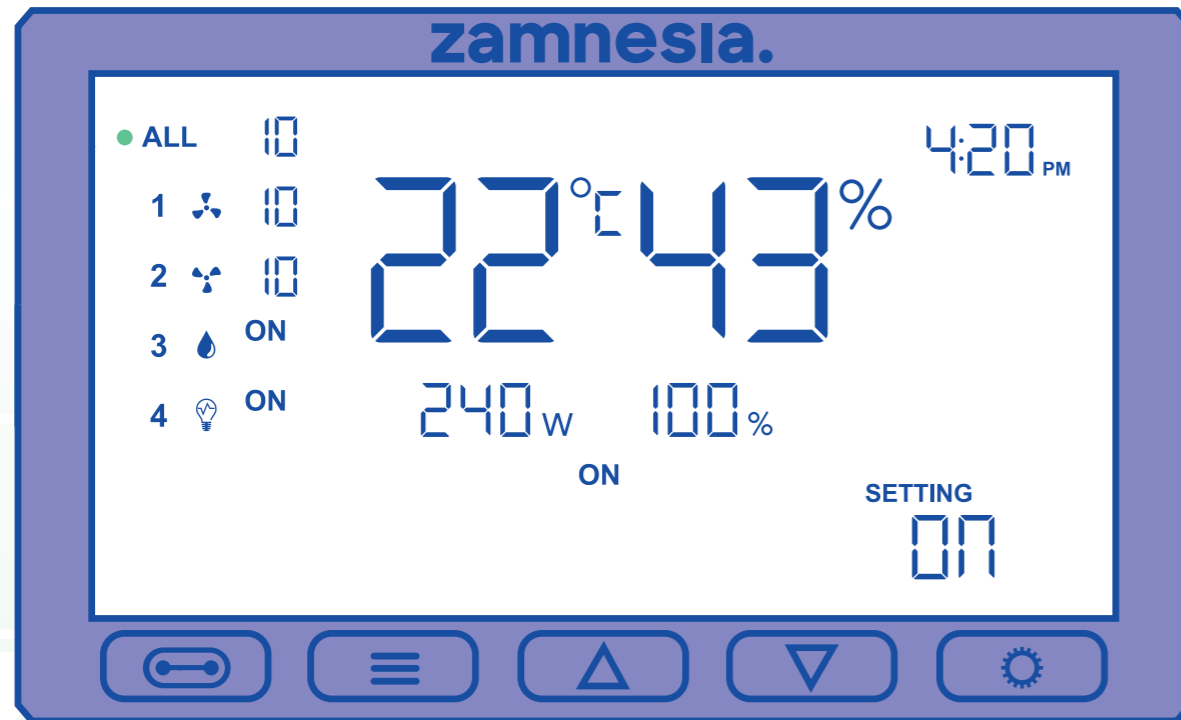 zamnesia.
ALL 10
4:20 PM
1 10
22°C 43%
2 10
3 ON
4 ON
240 W 100%
ON
SETTING
ON